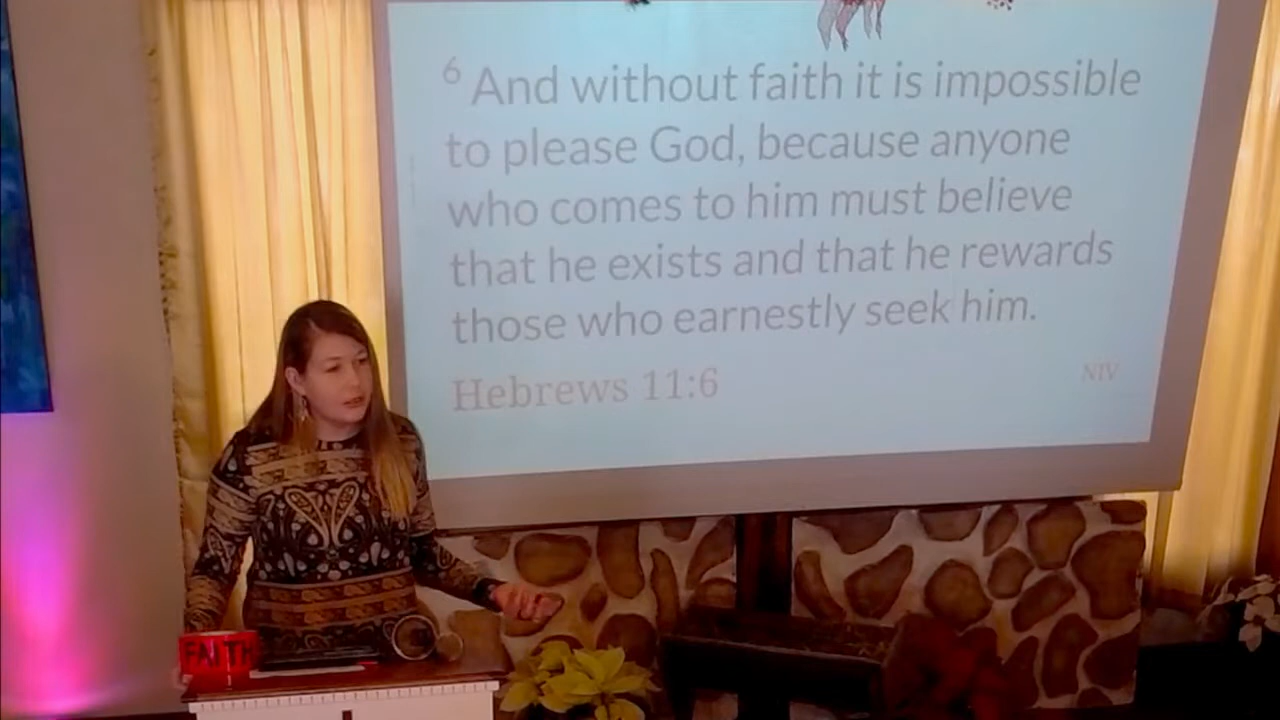 6 And without faith it is impossible
to please God, because anyone
who comes to him must believe
that he exists and that he rewards
those who earnestly seek him.
Hebrews 11:6 NIV
FAITH